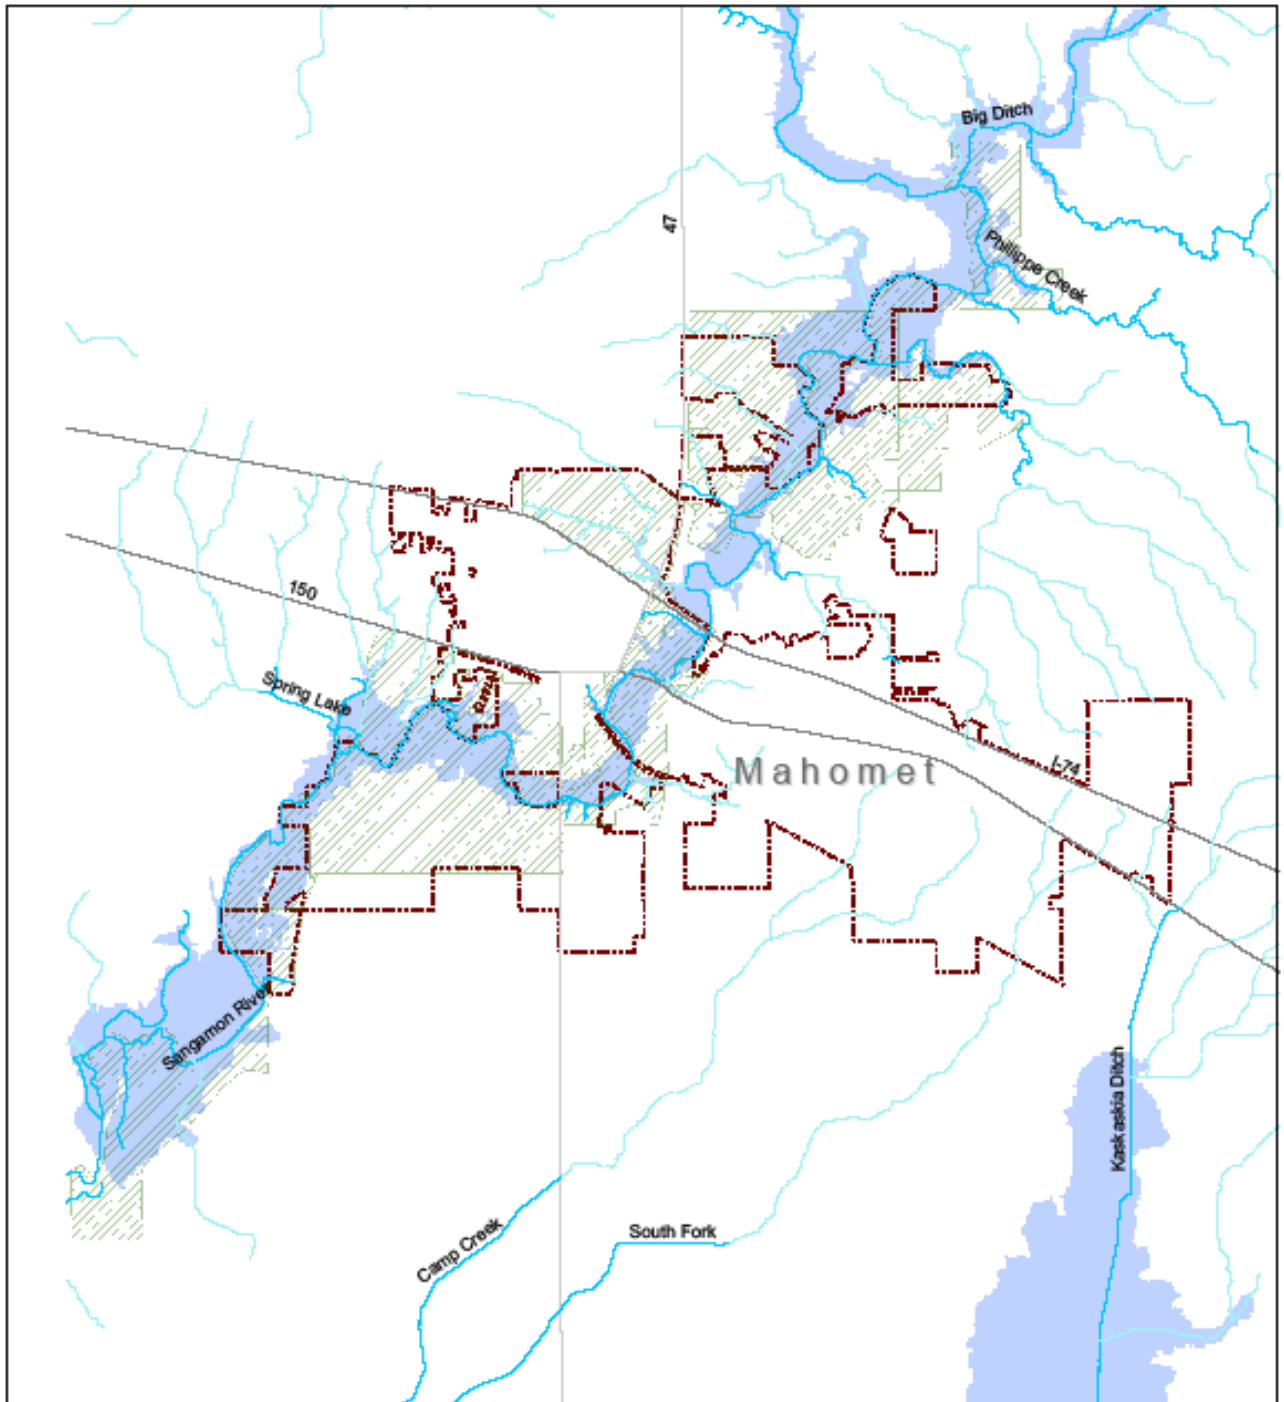 Big Ditch
47
Phillippe Creek
150
Spring Lake
I-74
Mahomet
Sangamon River
Kaskaskia Ditch
South Fork
Camp Creek